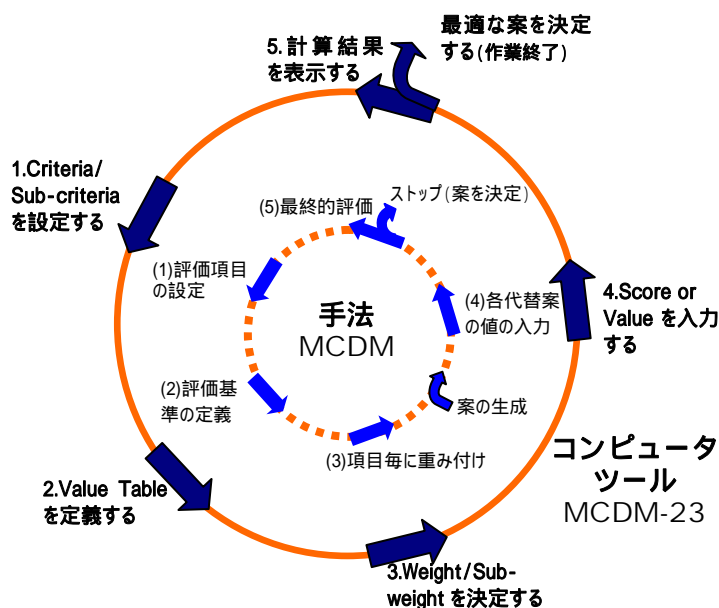 最適な案を決定
する(作業終了)
5.計算結果
を表示する
1.Criteria/
Sub-criteria
を設定する
ストップ(案を決定)
(5)最終的評価
(1)評価項目
の設定
手法
MCDM
(4)各代替案
の値の入力
4.Score or
Value を入力
する
(2)評価基
準の定義
案の生成
(3)項目毎に重み付け
コンピュータ
ツール
MCDM-23
2.Value Table
を定義する
3.Weight/Sub-
weight を決定する